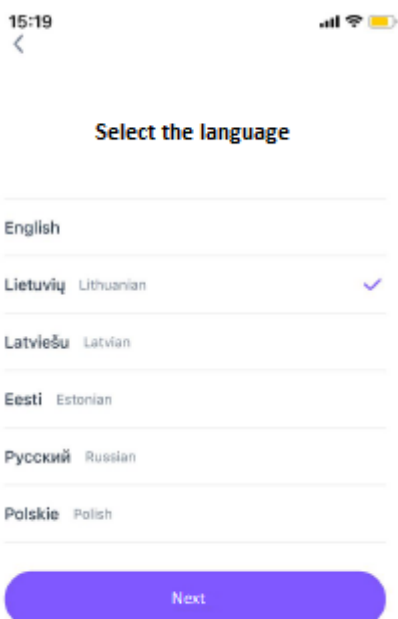 15:19
Select the language
English
Lietuvių Lithuanian
Latviešu Latvian
Eesti Estonian
Русский Russian
Polskie Polish
Next